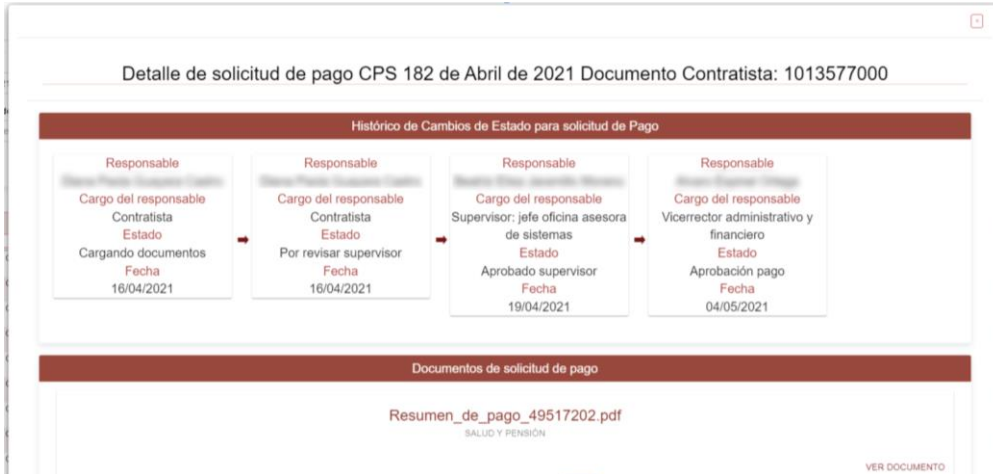 Detalle de solicitud de pago CPS 182 de Abril de 2021 Documento Contratista: 1013577000
Histórico de Cambios de Estado para solicitud de Pago
Responsable
Cargo del responsable
Contratista
Estado
Cargando documentos
Fecha
16/04/2021
Responsable
Cargo del responsable
Contratista
Estado
Por revisar supervisor
Fecha
16/04/2021
Responsable
Cargo del responsable
Supervisor: jefe oficina asesora
de sistemas
Estado
Aprobado supervisor
Fecha
19/04/2021
Responsable
Cargo del responsable
Vicerrector administrativo y
financiero
Estado
Aprobación pago
Fecha
04/05/2021
Documentos de solicitud de pago
Resumen_de_pago_49517202.pdf
SALUD Y PENSIÓN
VER DOCUMENTO